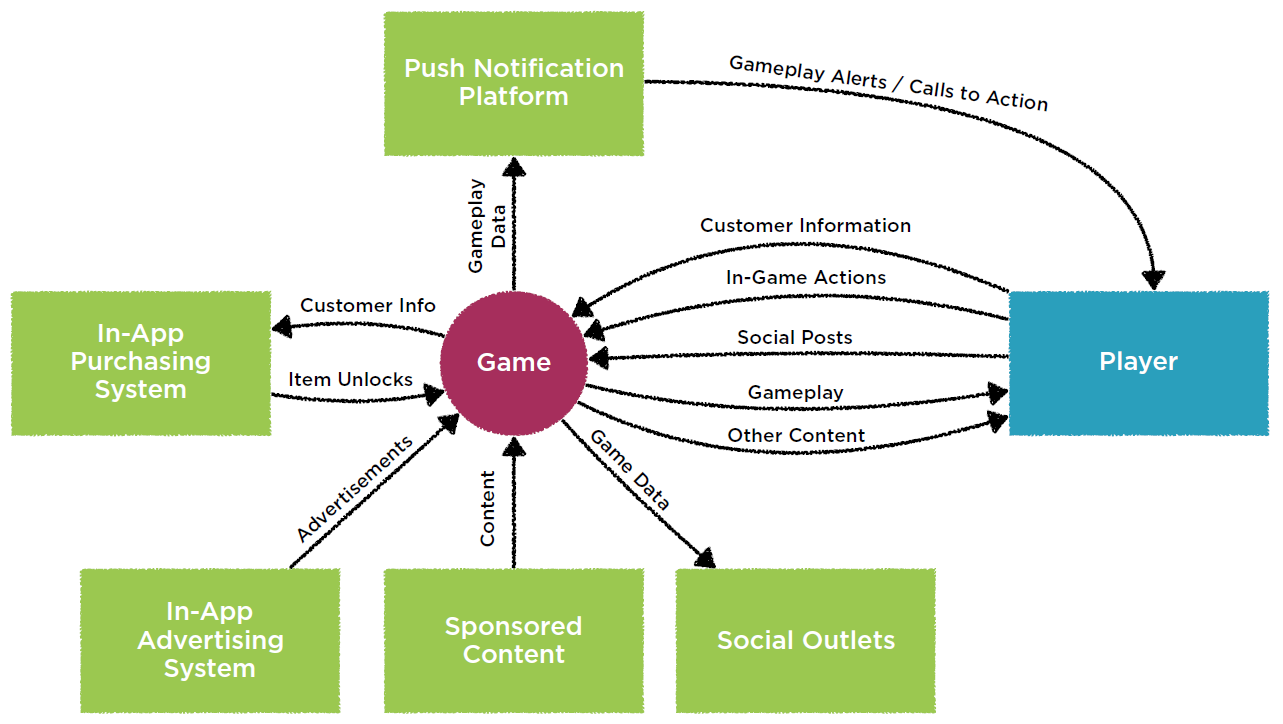 Push Notification
Platform
Gameplay Alerts / Calls to Action
Gameplay
Data
Customer Information
In-Game Actions
Customer Info
In-App
Purchasing
System
Game
Social Posts
Player
Item Unlocks
Gameplay
Other Content
Advertisements
Content
Game Data
In-App
Advertising
System
Sponsored
Content
Social Outlets